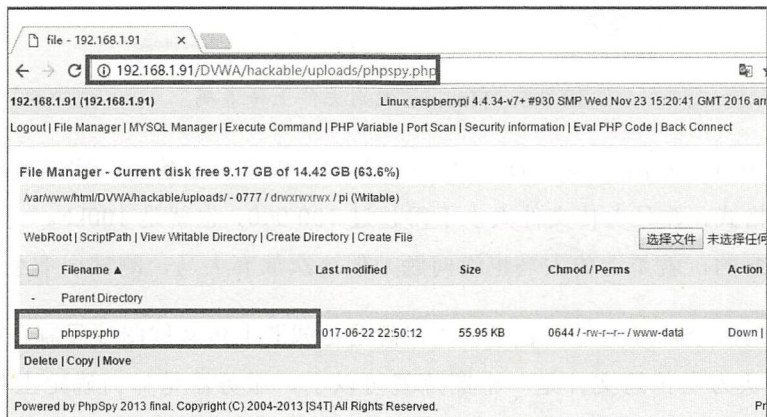 file - 192.168.1.91
192.168.1.91/DVWA/hackable/uploads/phpspy.php
192.168.1.91 (192.168.1.91) Linux raspberrypi 4.4.34-v7+ #930 SMP Wed Nov 23 15:20:41 GMT 2016
Logout | File Manager | MYSQL Manager | Execute Command | PHP Variable | Port Scan | Security information | Eval PHP Code | Back Connect
File Manager - Current disk free 9.17 GB of 14.42 GB (63.6%)
/var/www/html/DVWA/hackable/uploads/ - 0777 / drwxrwxrwx / pi (Writable)
WebRoot | ScriptPath | View Writable Directory | Create Directory | Create File 选择文件 未选择任何
Filename ▲ Last modified Size Chmod / Perms Action
- Parent Directory
phpspy.php 017-06-22 22:50:12 55.95 KB 0644 / -rw-r--r-- / www-data Down |
Delete | Copy | Move
Powered by PhpSpy 2013 final. Copyright (C) 2004-2013 [S4T] All Rights Reserved.